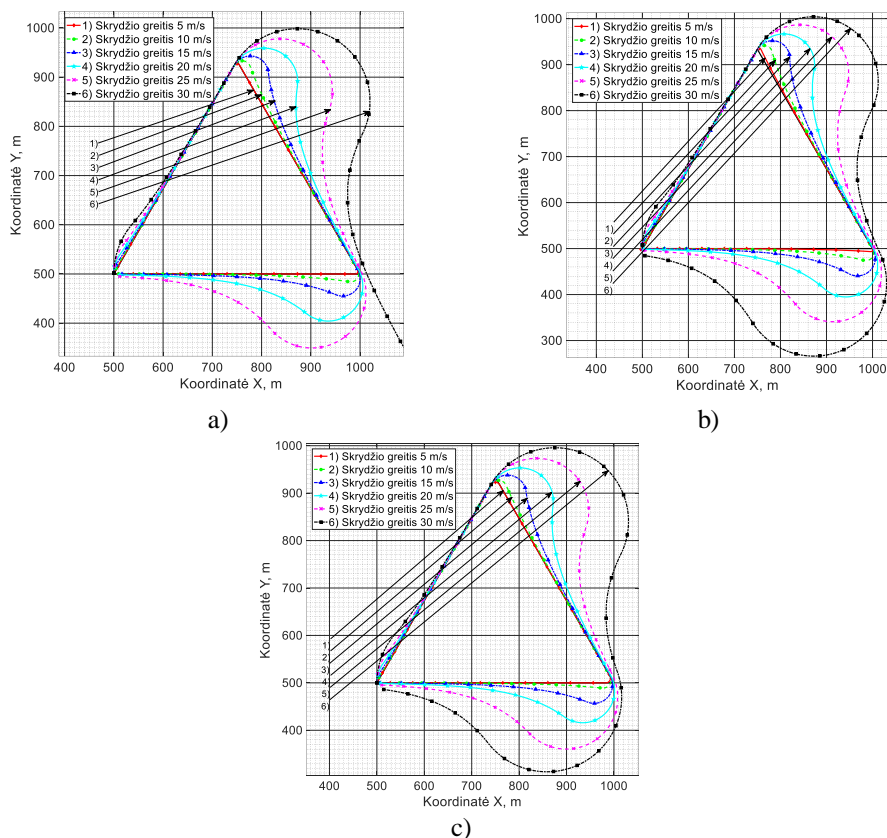 1) Skrydžio greitis 5 m/s
2) Skrydžio greitis 10 m/s
3) Skrydžio greitis 15 m/s
4) Skrydžio greitis 20 m/s
5) Skrydžio greitis 25 m/s
6) Skrydžio greitis 30 m/s
1)
2)
3)
4)
5)
6)
Koordinatė Y, m
1000
900
800
700
600
500
400
400 500 600 700 800 900 1000
Koordinatė X, m
a)
1) Skrydžio greitis 5 m/s
2) Skrydžio greitis 10 m/s
3) Skrydžio greitis 15 m/s
4) Skrydžio greitis 20 m/s
5) Skrydžio greitis 25 m/s
6) Skrydžio greitis 30 m/s
1)
2)
3)
4)
5)
6)
Koordinatė Y, m
1000
900
800
700
600
500
400
300
400 500 600 700 800 900 1000
Koordinatė X, m
b)
1) Skrydžio greitis 5 m/s
2) Skrydžio greitis 10 m/s
3) Skrydžio greitis 15 m/s
4) Skrydžio greitis 20 m/s
5) Skrydžio greitis 25 m/s
6) Skrydžio greitis 30 m/s
1)
2)
3)
4)
5)
6)
Koordinatė Y, m
1000
900
800
700
600
500
400
400 500 600 700 800 900 1000
Koordinatė X, m
c)